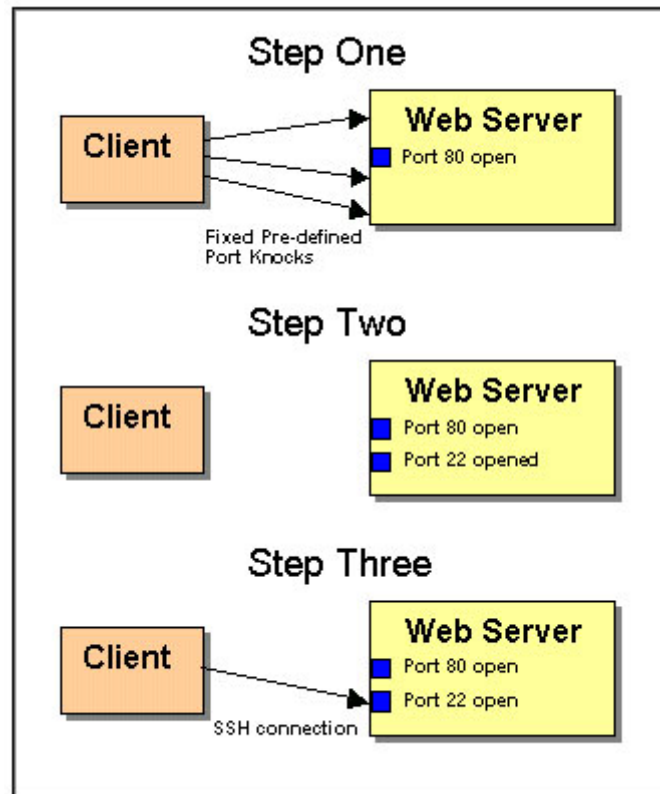 Step One
Client
Web Server
Port 80 open
Fixed Pre-defined
Port Knocks
Step Two
Client
Web Server
Port 80 open
Port 22 opened
Step Three
Client
Web Server
Port 80 open
Port 22 open
SSH connection